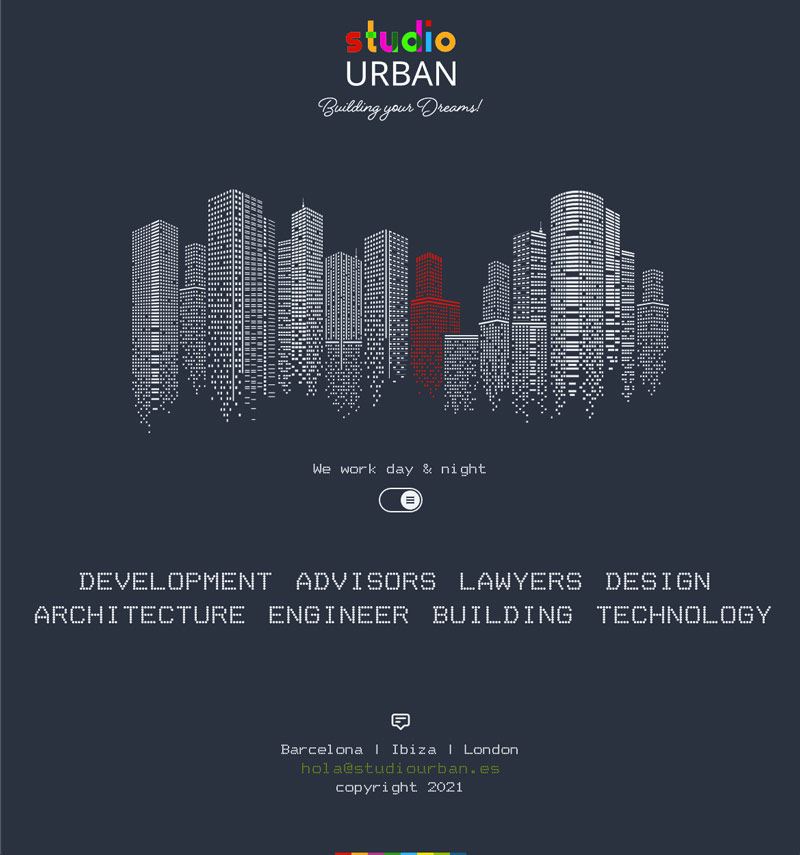 studio
URBAN
Building your Dreams!
We work day & night
DEVELOPMENT ADVISORS LAWYERS DESIGN
ARCHITECTURE ENGINEER BUILDING TECHNOLOGY
Barcelona | Ibiza | London
hola@studiourban.es
copyright 2021